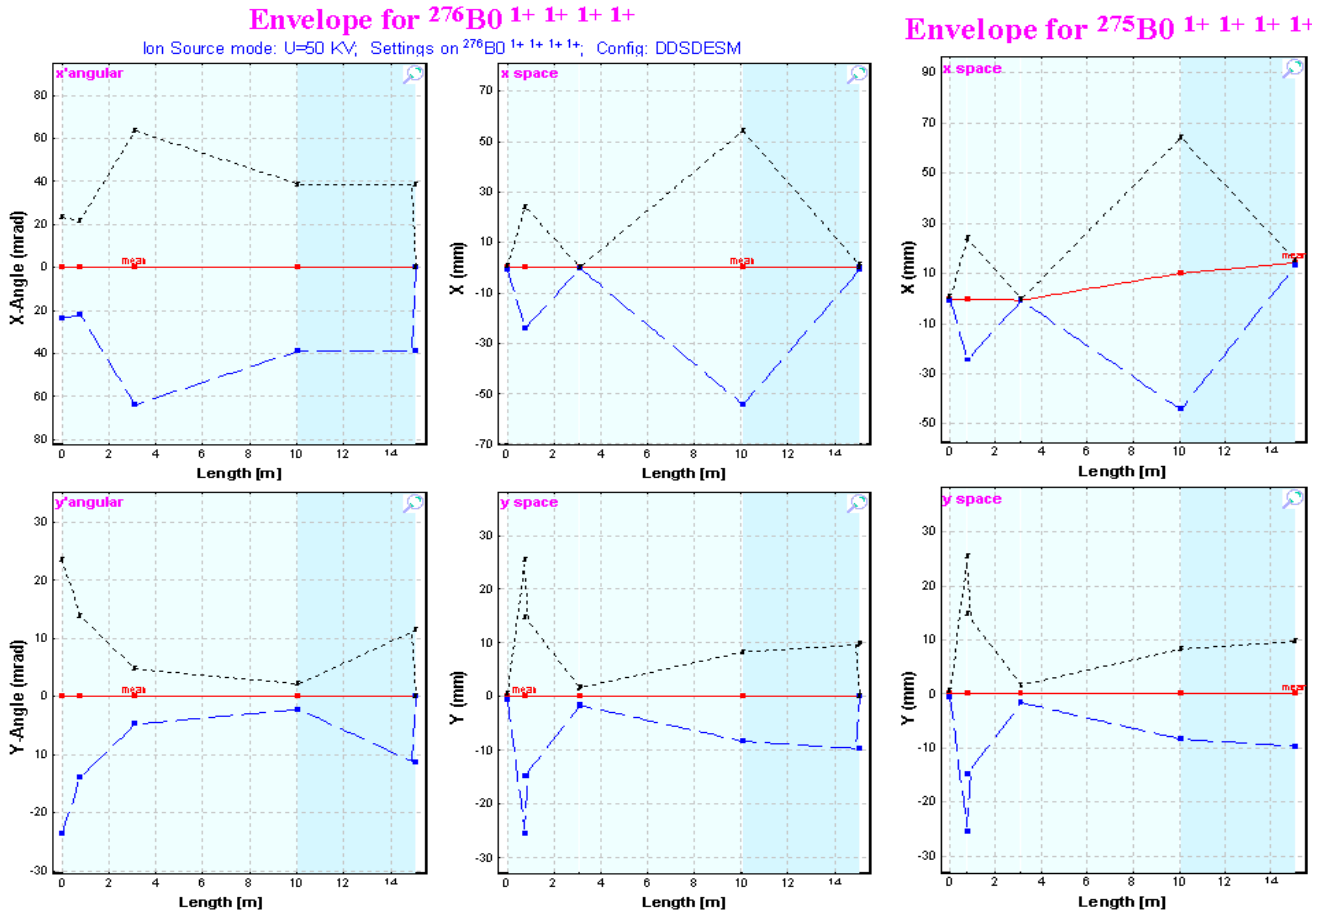 Envelope for ²⁷⁶B0 ¹⁺ ¹⁺ ¹⁺ ¹⁺
Envelope for ²⁷⁵B0 ¹⁺ ¹⁺ ¹⁺ ¹⁺
Ion Source mode: U=50 KV; Settings on ²⁷⁶B0 ¹⁺ ¹⁺ ¹⁺ ¹⁺; Config: DDSDESM
x'angular
80
60
40
20
0
20
40
60
80
X-Angle (mrad)
mean
0 2 4 6 8 10 12 14
Length [m]
x space
70
50
30
10
-10
-30
-50
-70
X (mm)
mean
0 2 4 6 8 10 12 14
Length [m]
x space
90
70
50
30
10
-10
-30
-50
X (mm)
mean
0 2 4 6 8 10 12 14
Length [m]
y'angular
30
20
10
0
-10
-20
-30
Y-Angle (mrad)
mean
0 2 4 6 8 10 12 14
Length [m]
y space
30
20
10
0
-10
-20
-30
Y (mm)
mean
0 2 4 6 8 10 12 14
Length [m]
y space
30
20
10
0
-10
-20
-30
Y (mm)
mean
0 2 4 6 8 10 12 14
Length [m]